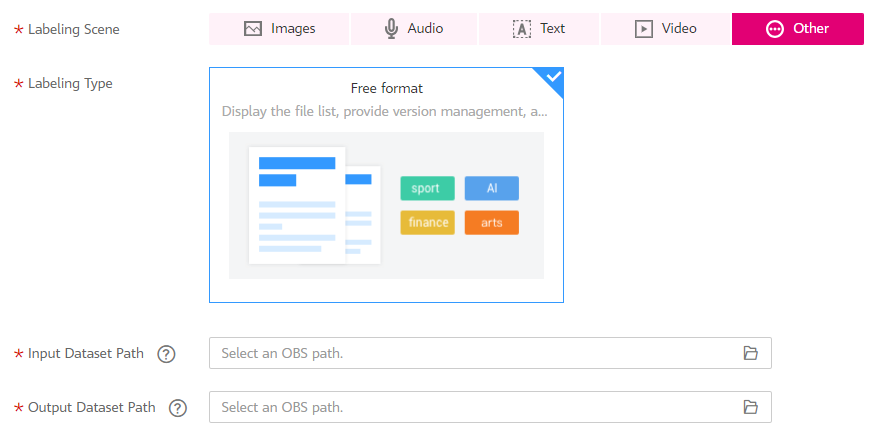 * Labeling Scene
Images
Audio
A Text
Video
Other
* Labeling Type
Free format
Display the file list, provide version management, a...
sport
AI
finance
arts
* Input Dataset Path ?
Select an OBS path.
* Output Dataset Path ?
Select an OBS path.